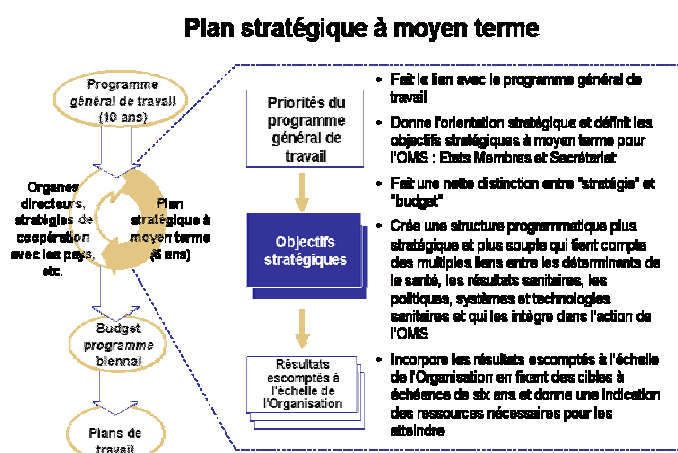 Plan stratégique à moyen terme
Programme
général de travail
(10 ans)
Organes
directeurs,
stratégies de
coopération
avec les pays,
etc.
Plan
stratégique à
moyen terme
(6 ans)
Budget
programme
biennal
Plans de
travail
Priorités du
programme
général de
travail
Objectifs
stratégiques
Résultats
escomptés à
l'échelle de
l'Organisation
• Fait le lien avec le programme général de
travail
• Donne l'orientation stratégique et définit les
objectifs stratégiques à moyen terme pour
l'OMS : Etats Membres et Secrétariat
• Fait une nette distinction entre "stratégie" et
"budget"
• Crée une structure programmatique plus
stratégique et plus souple qui tient compte
des multiples liens entre les déterminants de
la santé, les résultats sanitaires, les
politiques, systèmes et technologies
sanitaires et qui les intègre dans l'action de
l'OMS
• Incorpore les résultats escomptés à l'échelle
de l'Organisation en fixant des cibles à
échéance de six ans et donne une indication
des ressources nécessaires pour les
atteindre